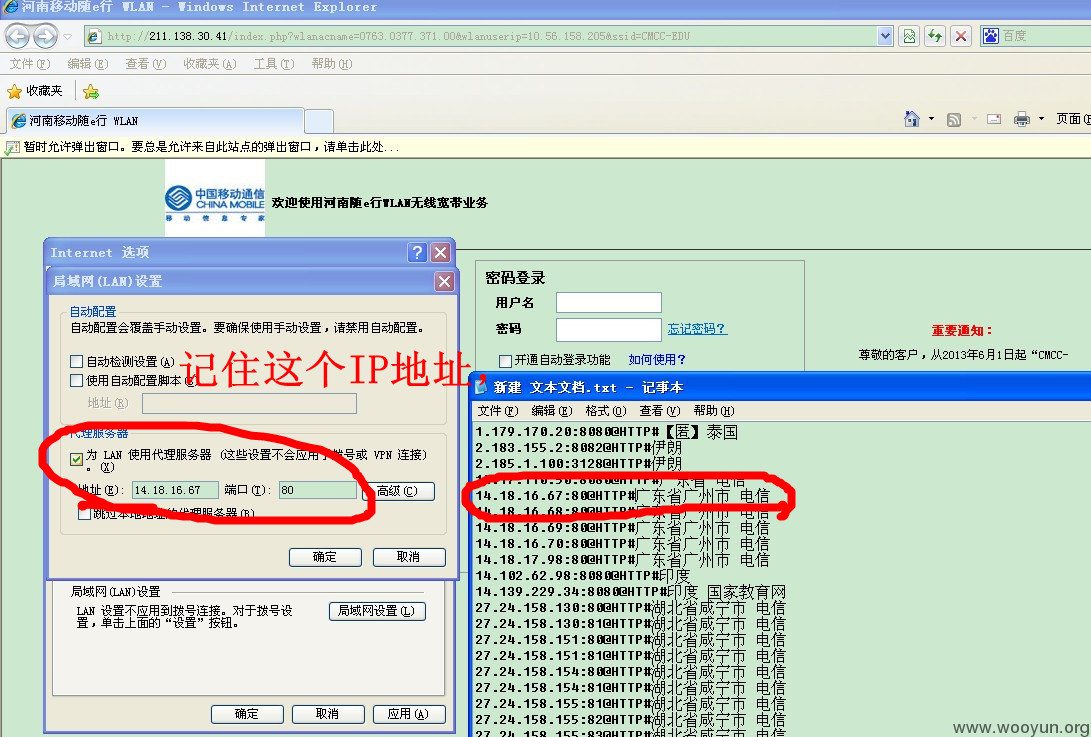 河南移动随e行 WLAN - Windows Internet Explorer
http://211.138.30.41/index.php?wlanacname=0763.0377.371.00&wlanuserip=10.56.158.205&ssid=CMCC-EDU
百度
文件(F) 编辑(E) 查看(V) 收藏夹(A) 工具(T) 帮助(H)
收藏夹
河南移动随e行 WLAN
页面(
暂时允许弹出窗口。要总是允许来自此站点的弹出窗口，请单击此处...
中国移动通信
CHINA MOBILE
移动信息专家
欢迎使用河南随e行WLAN无线宽带业务
密码登录
用户名
密码
忘记密码？
开通自动登录功能 如何使用？
重要通知：
尊敬的客户，从2013年6月1日起“CMCC-
Internet 选项
局域网(LAN)设置
自动配置
自动配置会覆盖手动设置。要确保使用手动设置，请禁用自动配置。
自动检测设置(A)
使用自动配置脚本
地址(R)
记住这个IP地址，
代理服务器
为 LAN 使用代理服务器 (这些设置不会应用于拨号或 VPN 连接)
。(X)
地址(E): 14.18.16.67 端口(T): 80 高级(C)
跳过本地地址的代理服务器(B)
确定 取消
局域网(LAN)设置
LAN 设置不应用到拨号连接。对于拨号设
置，单击上面的“设置”按钮。
局域网设置(L)
确定 取消 应用(A)
新建 文本文档.txt - 记事本
文件(F) 编辑(E) 格式(O) 查看(V) 帮助(H)
1.179.170.20:8080@HTTP#【匿】泰国
2.183.155.2:8082@HTTP#伊朗
2.185.1.100:3128@HTTP#伊朗
广东省 电信
14.18.16.67:80@HTTP#广东省广州市 电信
14.18.16.68:80@HTTP#广东省广州市 电信
14.18.16.69:80@HTTP#广东省广州市 电信
14.18.16.70:80@HTTP#广东省广州市 电信
14.18.17.98:80@HTTP#广东省广州市 电信
14.102.62.98:8080@HTTP#印度
14.139.229.34:8080@HTTP#印度 国家教育网
27.24.158.130:80@HTTP#湖北省咸宁市 电信
27.24.158.130:81@HTTP#湖北省咸宁市 电信
27.24.158.151:80@HTTP#湖北省咸宁市 电信
27.24.158.151:81@HTTP#湖北省咸宁市 电信
27.24.158.154:80@HTTP#湖北省咸宁市 电信
27.24.158.154:81@HTTP#湖北省咸宁市 电信
27.24.158.155:81@HTTP#湖北省咸宁市 电信
27.24.158.155:82@HTTP#湖北省咸宁市 电信
27.24.158.155:83@HTTP#湖北省咸宁市 电信
www.wooyun.org